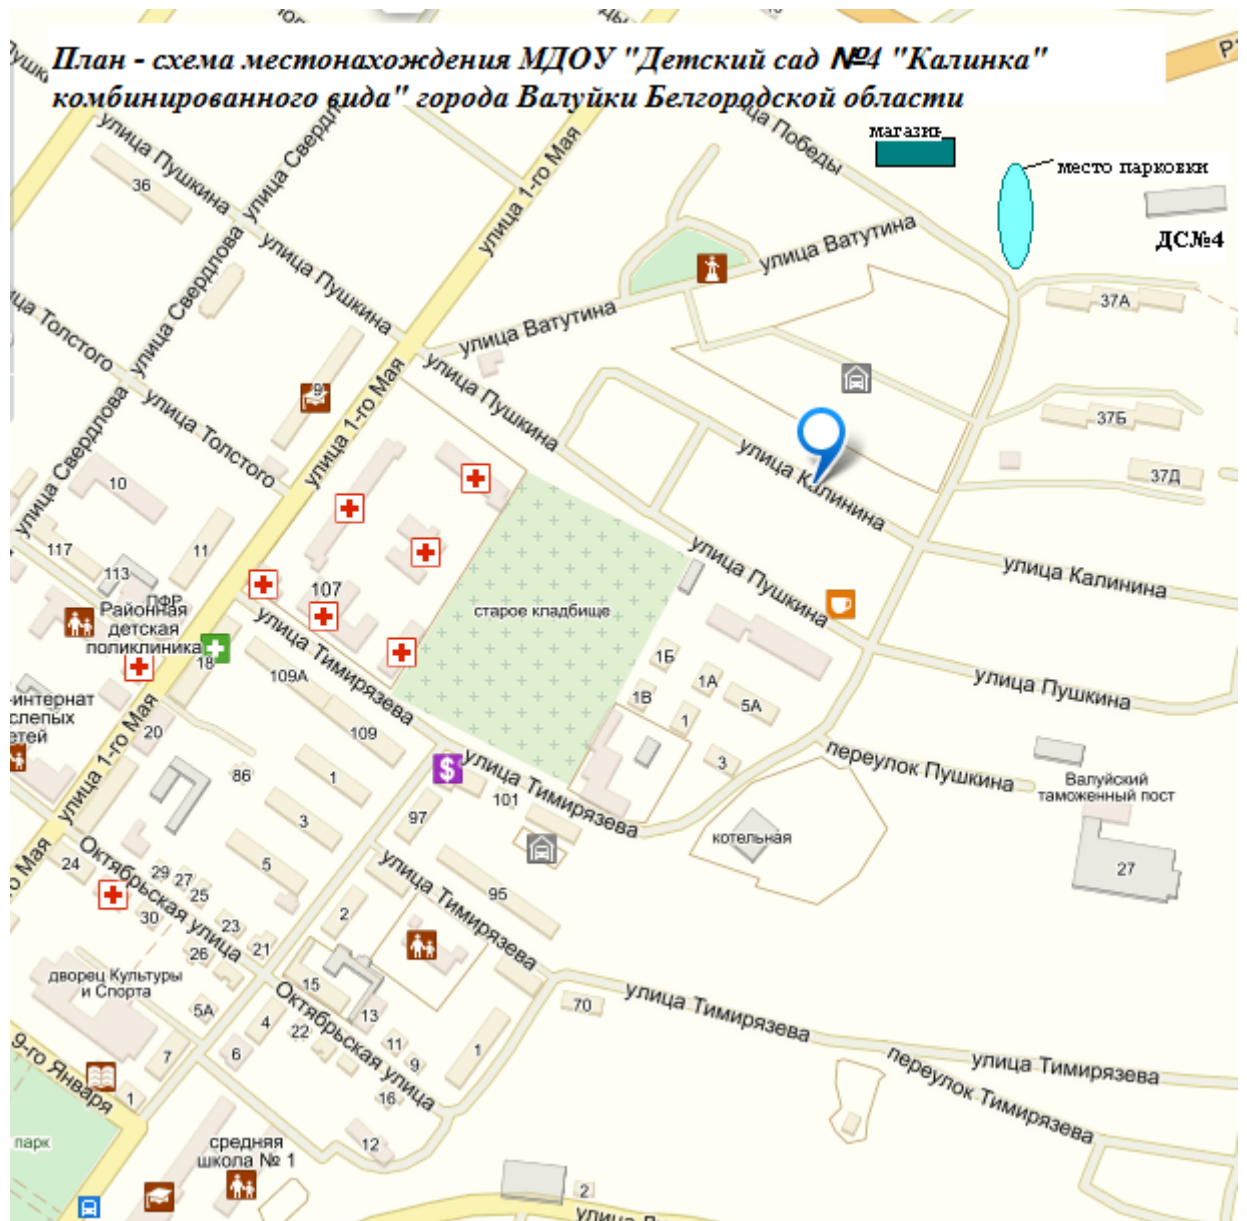 План - схема местонахождения МДОУ "Детский сад №4 "Калинка"
комбинированного вида" города Валуйки Белгородской области
магазин
место парковки
ДС№4
улица Пушкина
улица 1-го Мая
улица Победы
36
улица Свердлова
улица Пушкина
улица Ватутина
37А
улица Ватутина
улица Толстого
улица Свердлова
9
улица Пушкина
37Б
улица Толстого
улица 1-го Мая
улица Калинина
37Д
улица Свердлова
10
11
117
113
ПФР
107
улица Пушкина
улица Калинина
Районная
детская
поликлиника
старое кладбище
18
109А
улица Тимирязева
1Б
1А
1В
5А
1
3
улица Пушкина
-интернат
слепых
етей
20
109
улица 1-го Мая
86
1
улица Тимирязева
101
97
переулок Пушкина
Валуйский
таможенный пост
котельная
27
3
5
24
Октябрьская улица
29
27
25
30
23
21
26
улица Тимирязева
95
2
дворец Культуры
и Спорта
5А
15
13
4
22
Октябрьская улица
11
9
1
16
12
70
улица Тимирязева
улица Тимирязева
переулок Тимирязева
9-го Января
7
6
1
парк
средняя
школа № 1
2